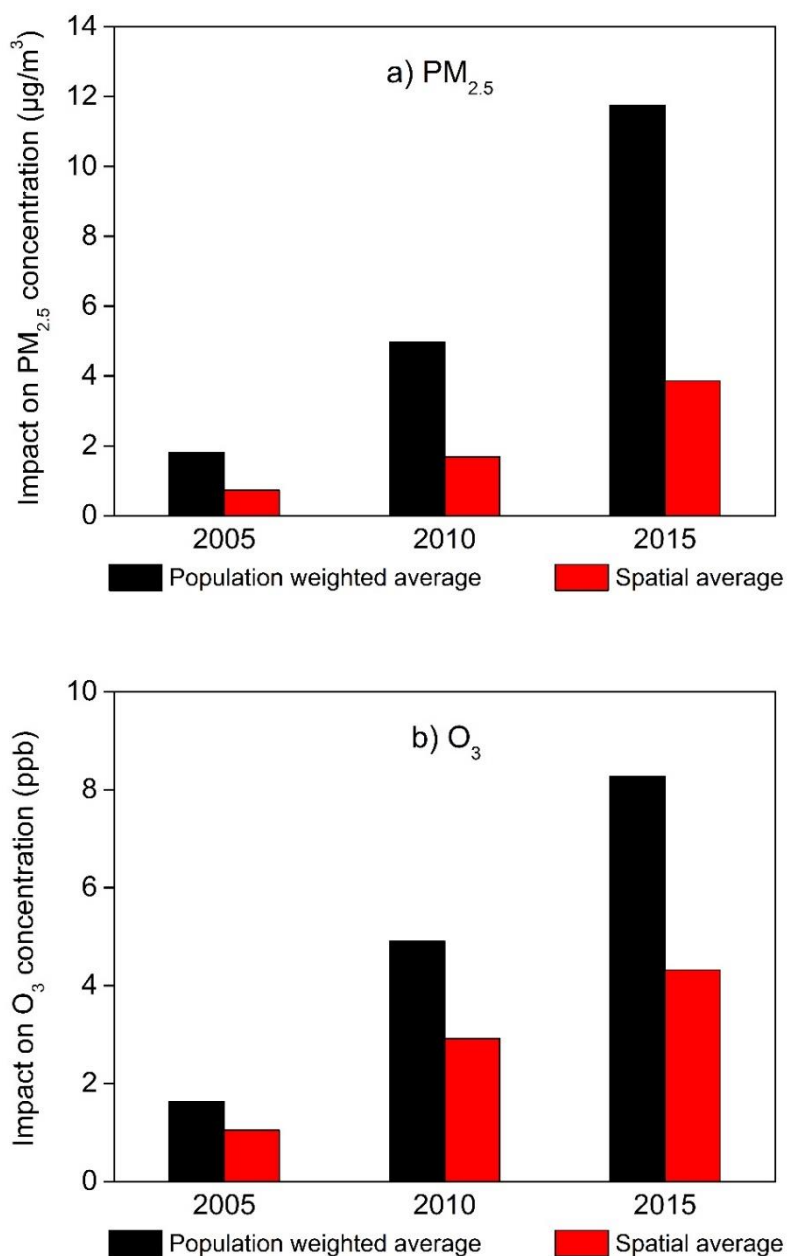 a) PM2.5
Impact on PM2.5 concentration (µg/m³)
14
12
10
8
6
4
2
0
2005 2010 2015
Population weighted average Spatial average
b) O3
Impact on O3 concentration (ppb)
10
8
6
4
2
0
2005 2010 2015
Population weighted average Spatial average